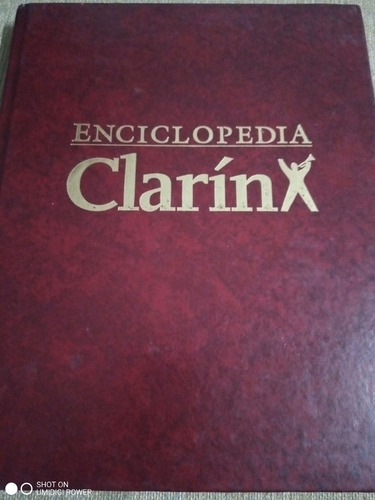 ENCICLOPEDIA
Clarín
SHOT ON
UMIDIGI POWER